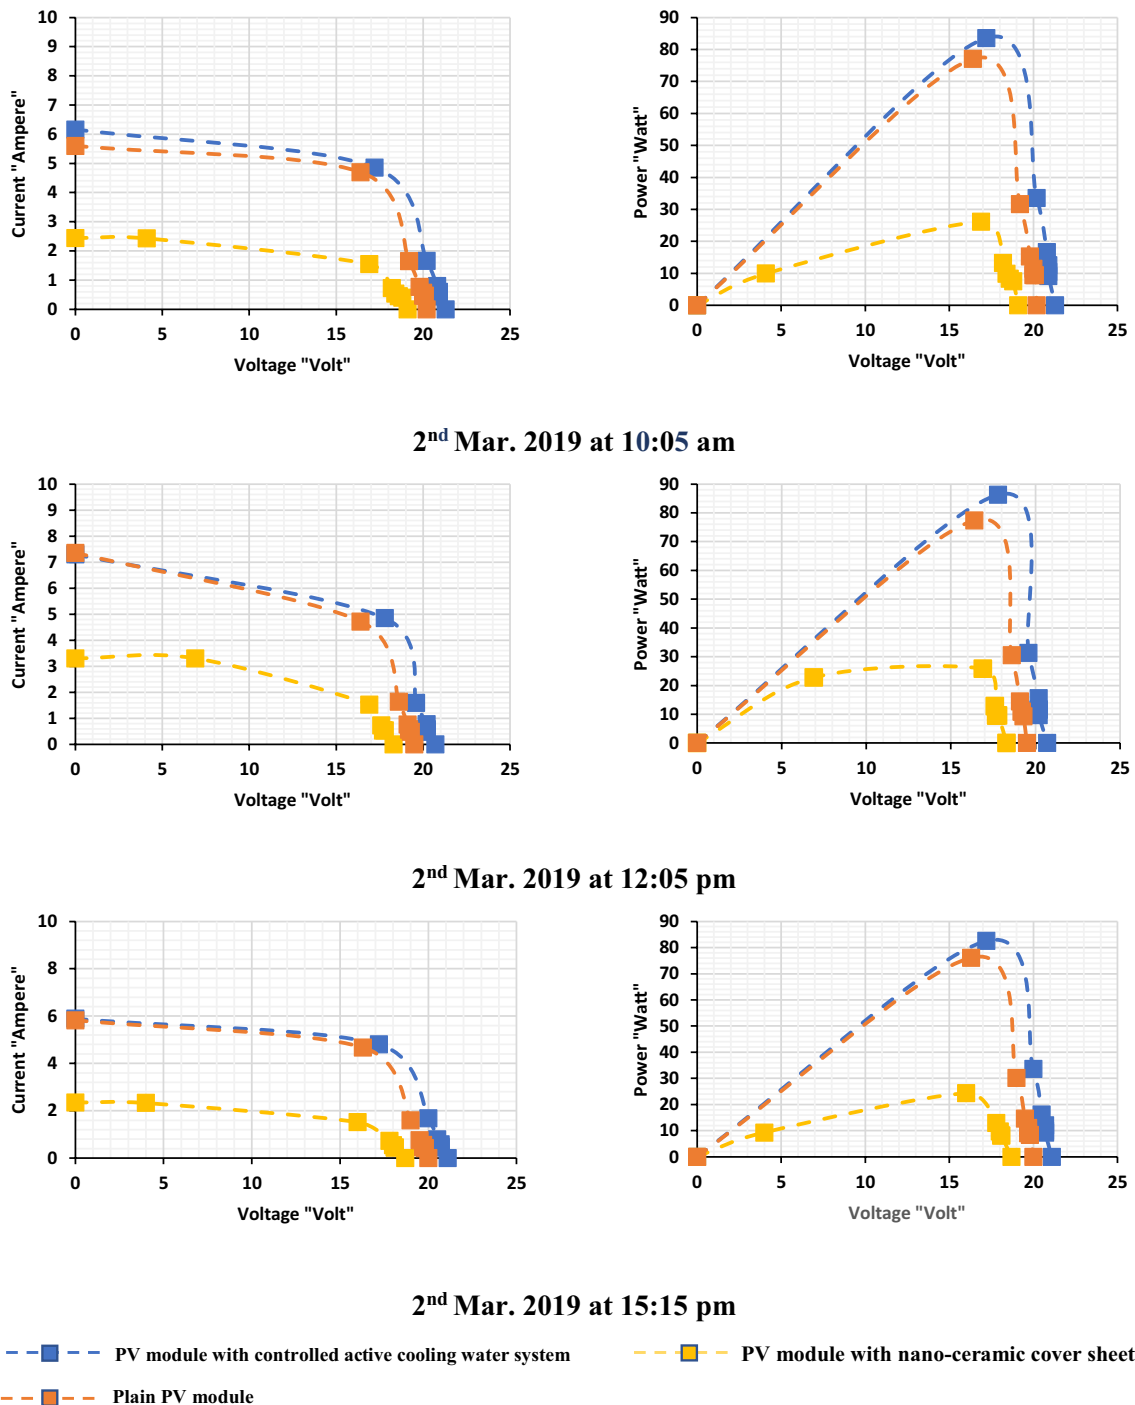 10
9
8
7
6
5
4
3
2
1
0
0 5 10 15 20 25
Current "Ampere"
Voltage "Volt"
90
80
70
60
50
40
30
20
10
0
0 5 10 15 20 25
Power "Watt"
Voltage "Volt"
2nd Mar. 2019 at 10:05 am
10
9
8
7
6
5
4
3
2
1
0
0 5 10 15 20 25
Current "Ampere"
Voltage "Volt"
90
80
70
60
50
40
30
20
10
0
0 5 10 15 20 25
Power "Watt"
Voltage "Volt"
2nd Mar. 2019 at 12:05 pm
10
8
6
4
2
0
0 5 10 15 20 25
Current "Ampere"
Voltage "Volt"
90
80
70
60
50
40
30
20
10
0
0 5 10 15 20 25
Power "Watt"
Voltage "Volt"
2nd Mar. 2019 at 15:15 pm
PV module with controlled active cooling water system
PV module with nano-ceramic cover sheet
Plain PV module